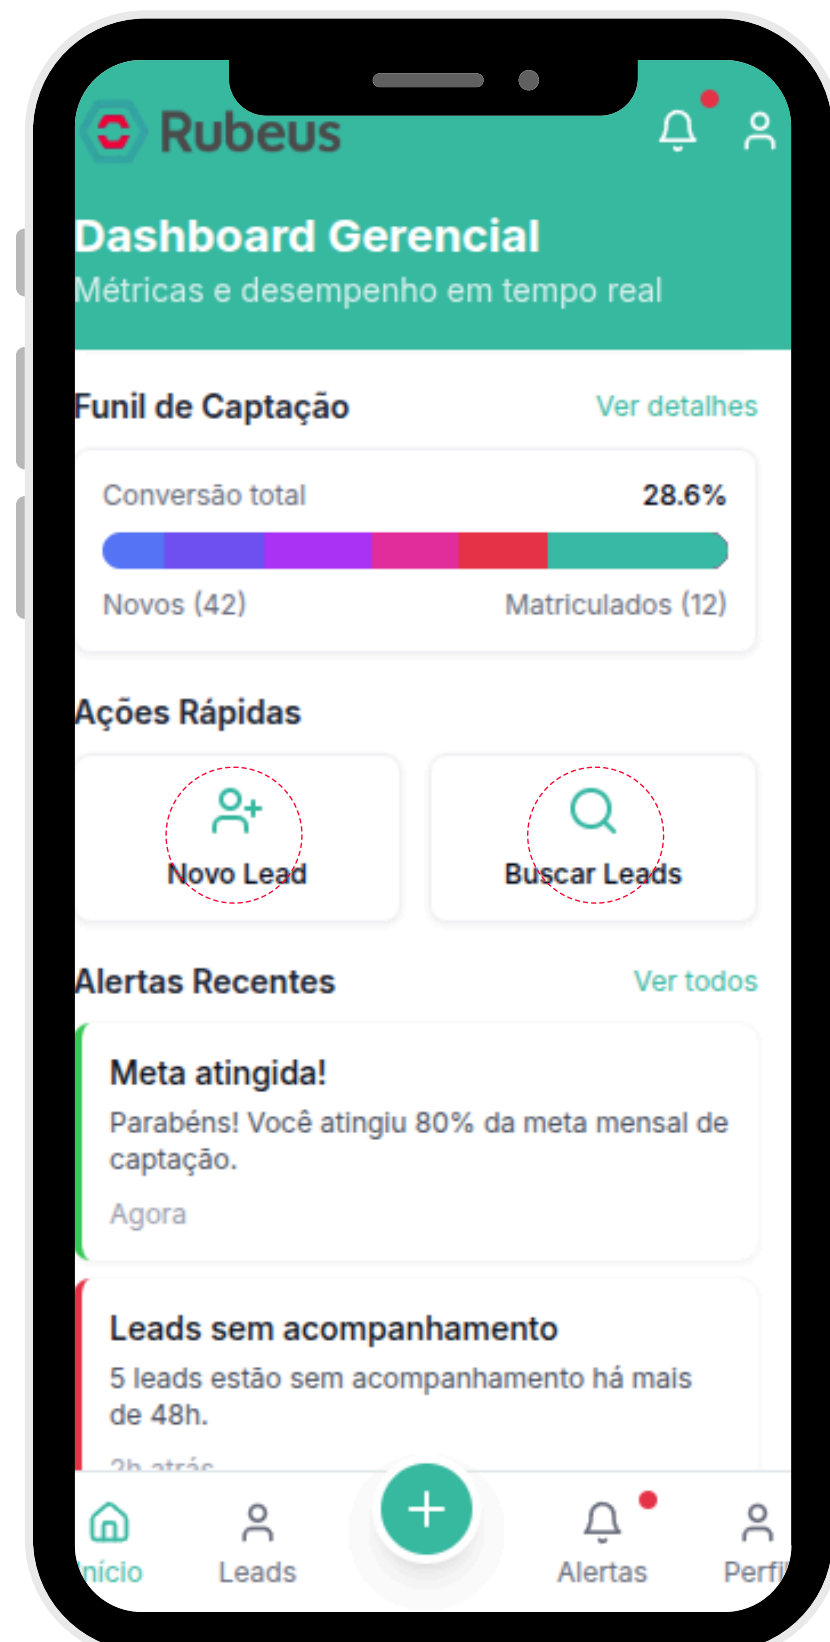 Rubeus
Dashboard Gerencial
Métricas e desempenho em tempo real
Funil de Captação
Ver detalhes
Conversão total
28.6%
Novos (42)
Matriculados (12)
Ações Rápidas
Novo Lead
Buscar Leads
Alertas Recentes
Ver todos
Meta atingida!
Parabéns! Você atingiu 80% da meta mensal de
captação.
Agora
Leads sem acompanhamento
5 leads estão sem acompanhamento há mais
de 48h.
2h atrás
Início
Leads
Alertas
Perfil